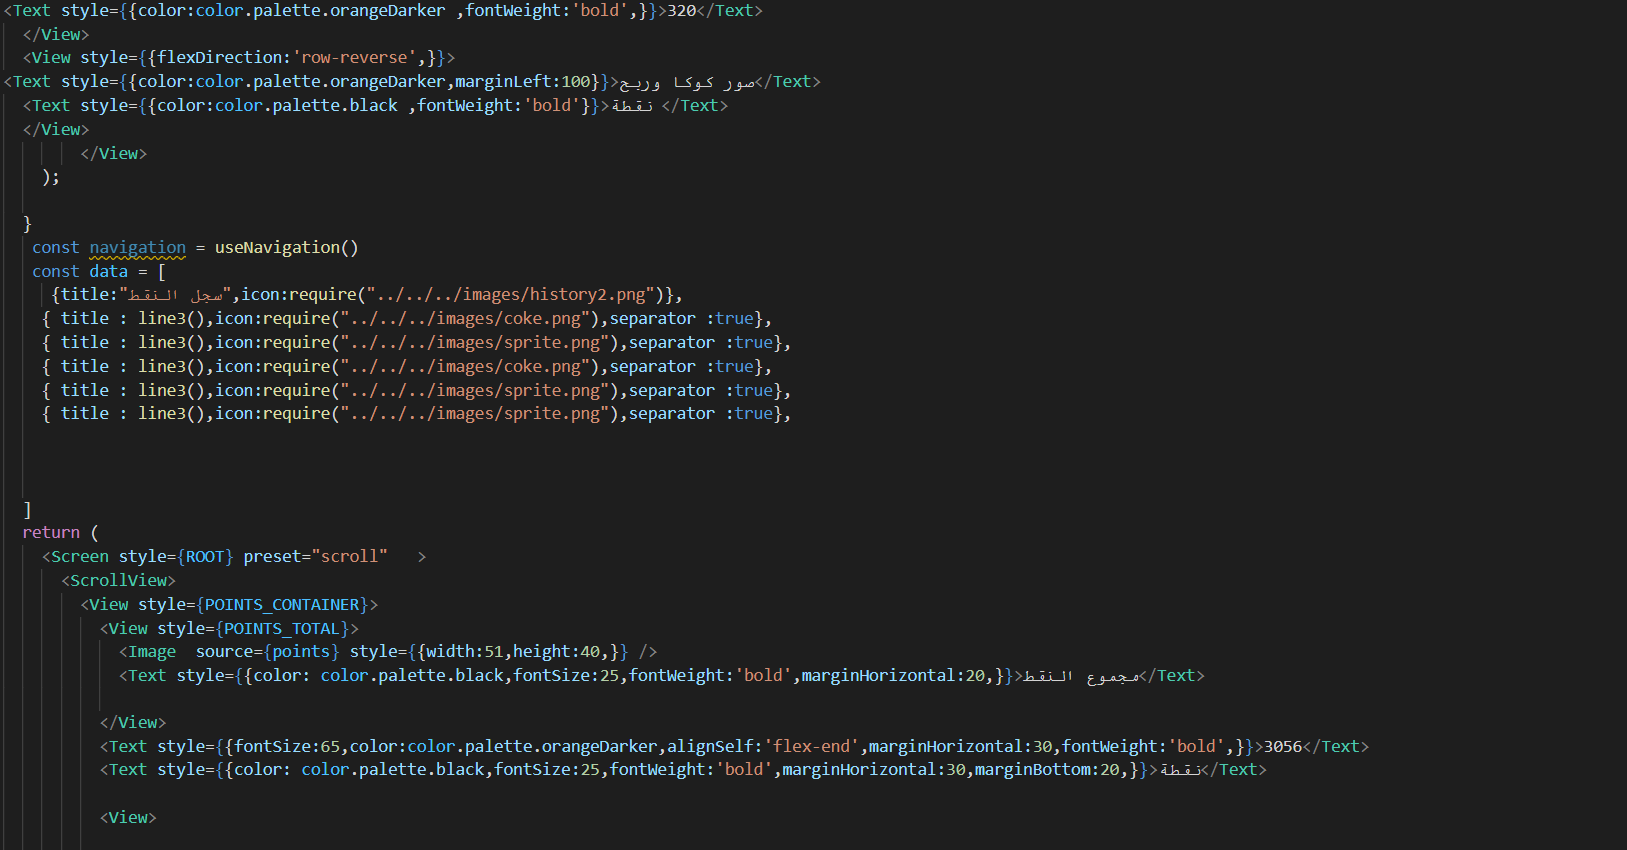 <Text style={{color:color.palette.orangeDarker ,fontWeight:'bold',}}>320</Text>
</View>
<View style={{flexDirection:'row-reverse',}}>
<Text style={{color:color.palette.orangeDarker,marginLeft:100}}>صور كوكا وربح</Text>
<Text style={{color:color.palette.black ,fontWeight:'bold'}}>نقطة </Text>
</View>
</View>
);
}
const navigation = useNavigation()
const data = [
{title:"سجل النقط",icon:require("../../../images/history2.png")},
{ title : line3(),icon:require("../../../images/coke.png"),separator :true},
{ title : line3(),icon:require("../../../images/sprite.png"),separator :true},
{ title : line3(),icon:require("../../../images/coke.png"),separator :true},
{ title : line3(),icon:require("../../../images/sprite.png"),separator :true},
{ title : line3(),icon:require("../../../images/sprite.png"),separator :true},
]
return (
<Screen style={ROOT} preset="scroll"   >
<ScrollView>
<View style={POINTS_CONTAINER}>
<View style={POINTS_TOTAL}>
<Image  source={points} style={{width:51,height:40,}} />
<Text style={{color: color.palette.black,fontSize:25,fontWeight:'bold',marginHorizontal:20,}}>مجموع النقط</Text>
</View>
<Text style={{fontSize:65,color:color.palette.orangeDarker,alignSelf:'flex-end',marginHorizontal:30,fontWeight:'bold',}}>3056</Text>
<Text style={{color: color.palette.black,fontSize:25,fontWeight:'bold',marginHorizontal:30,marginBottom:20,}}>نقطة</Text>
<View>